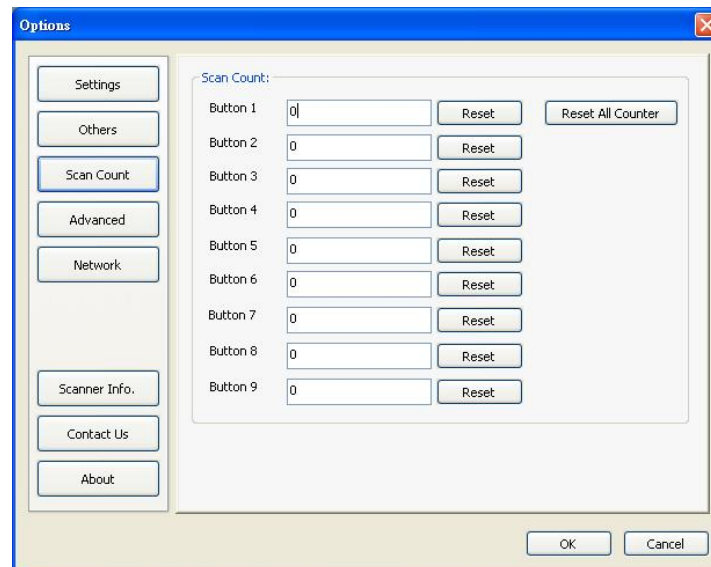 Options
Settings
Others
Scan Count
Advanced
Network
Scanner Info.
Contact Us
About
Scan Count:
Button 1 0 Reset Reset All Counter
Button 2 0 Reset
Button 3 0 Reset
Button 4 0 Reset
Button 5 0 Reset
Button 6 0 Reset
Button 7 0 Reset
Button 8 0 Reset
Button 9 0 Reset
OK Cancel